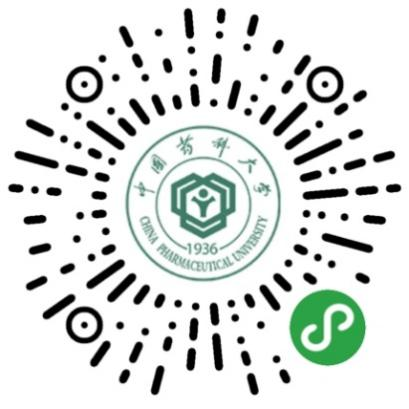 中国药科大学
CHINA PHARMACEUTICAL UNIVERSITY
1936